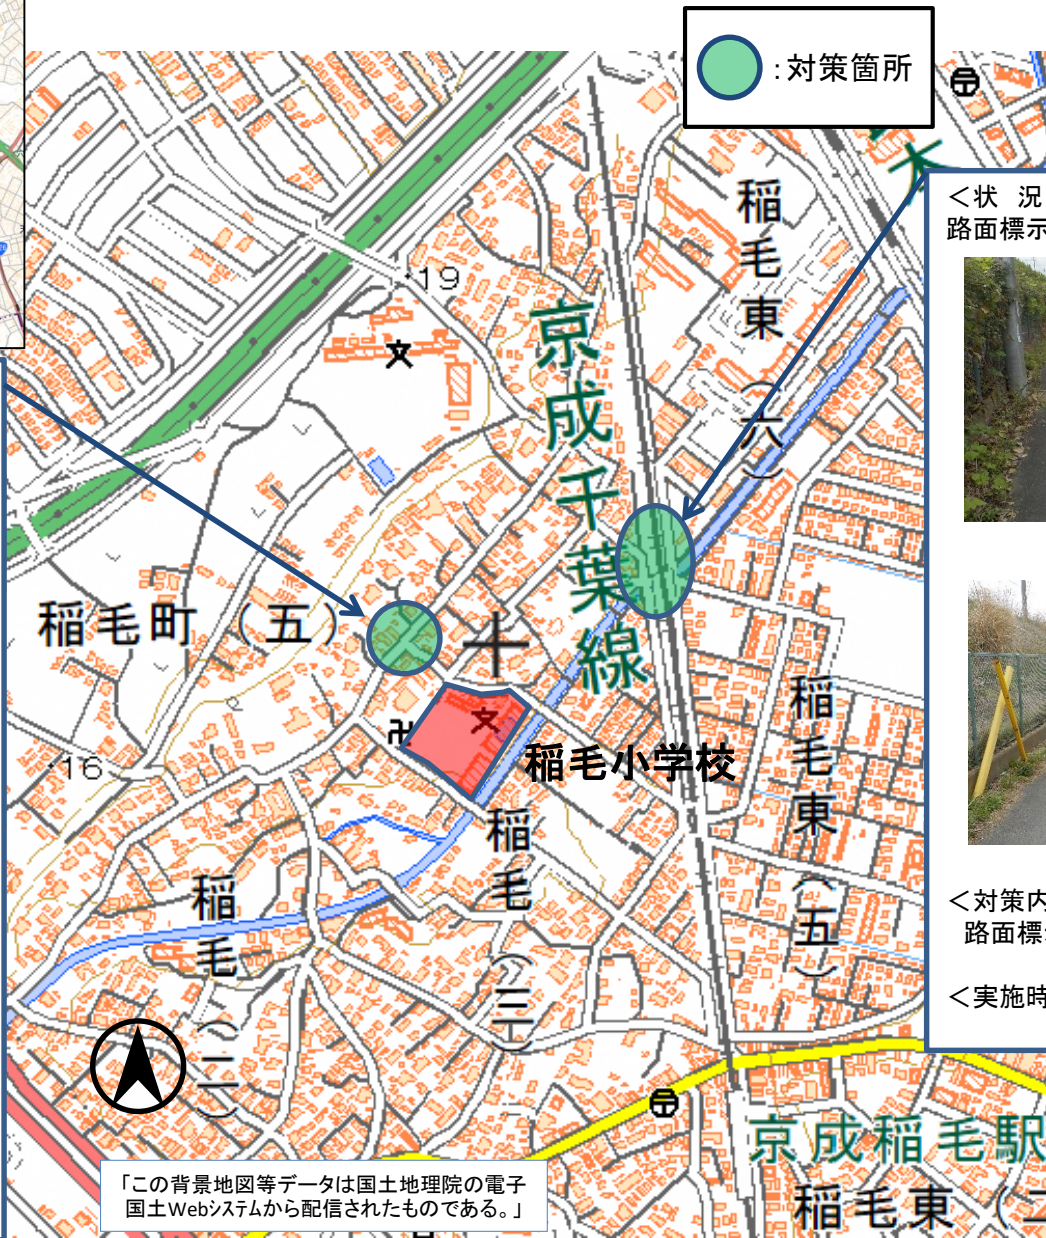 :対策箇所
稲毛東(六)
<状 況
路面標示
・19
京成千葉線
稲毛町(五)
稲毛小学校
・16
稲毛東(五)
稲毛(三)
稲毛(二)
<対策内
路面標
<実施時
京成稲毛駅
稲毛東(二
「この背景地図等データは国土地理院の電子
国土Webシステムから配信されたものである。」